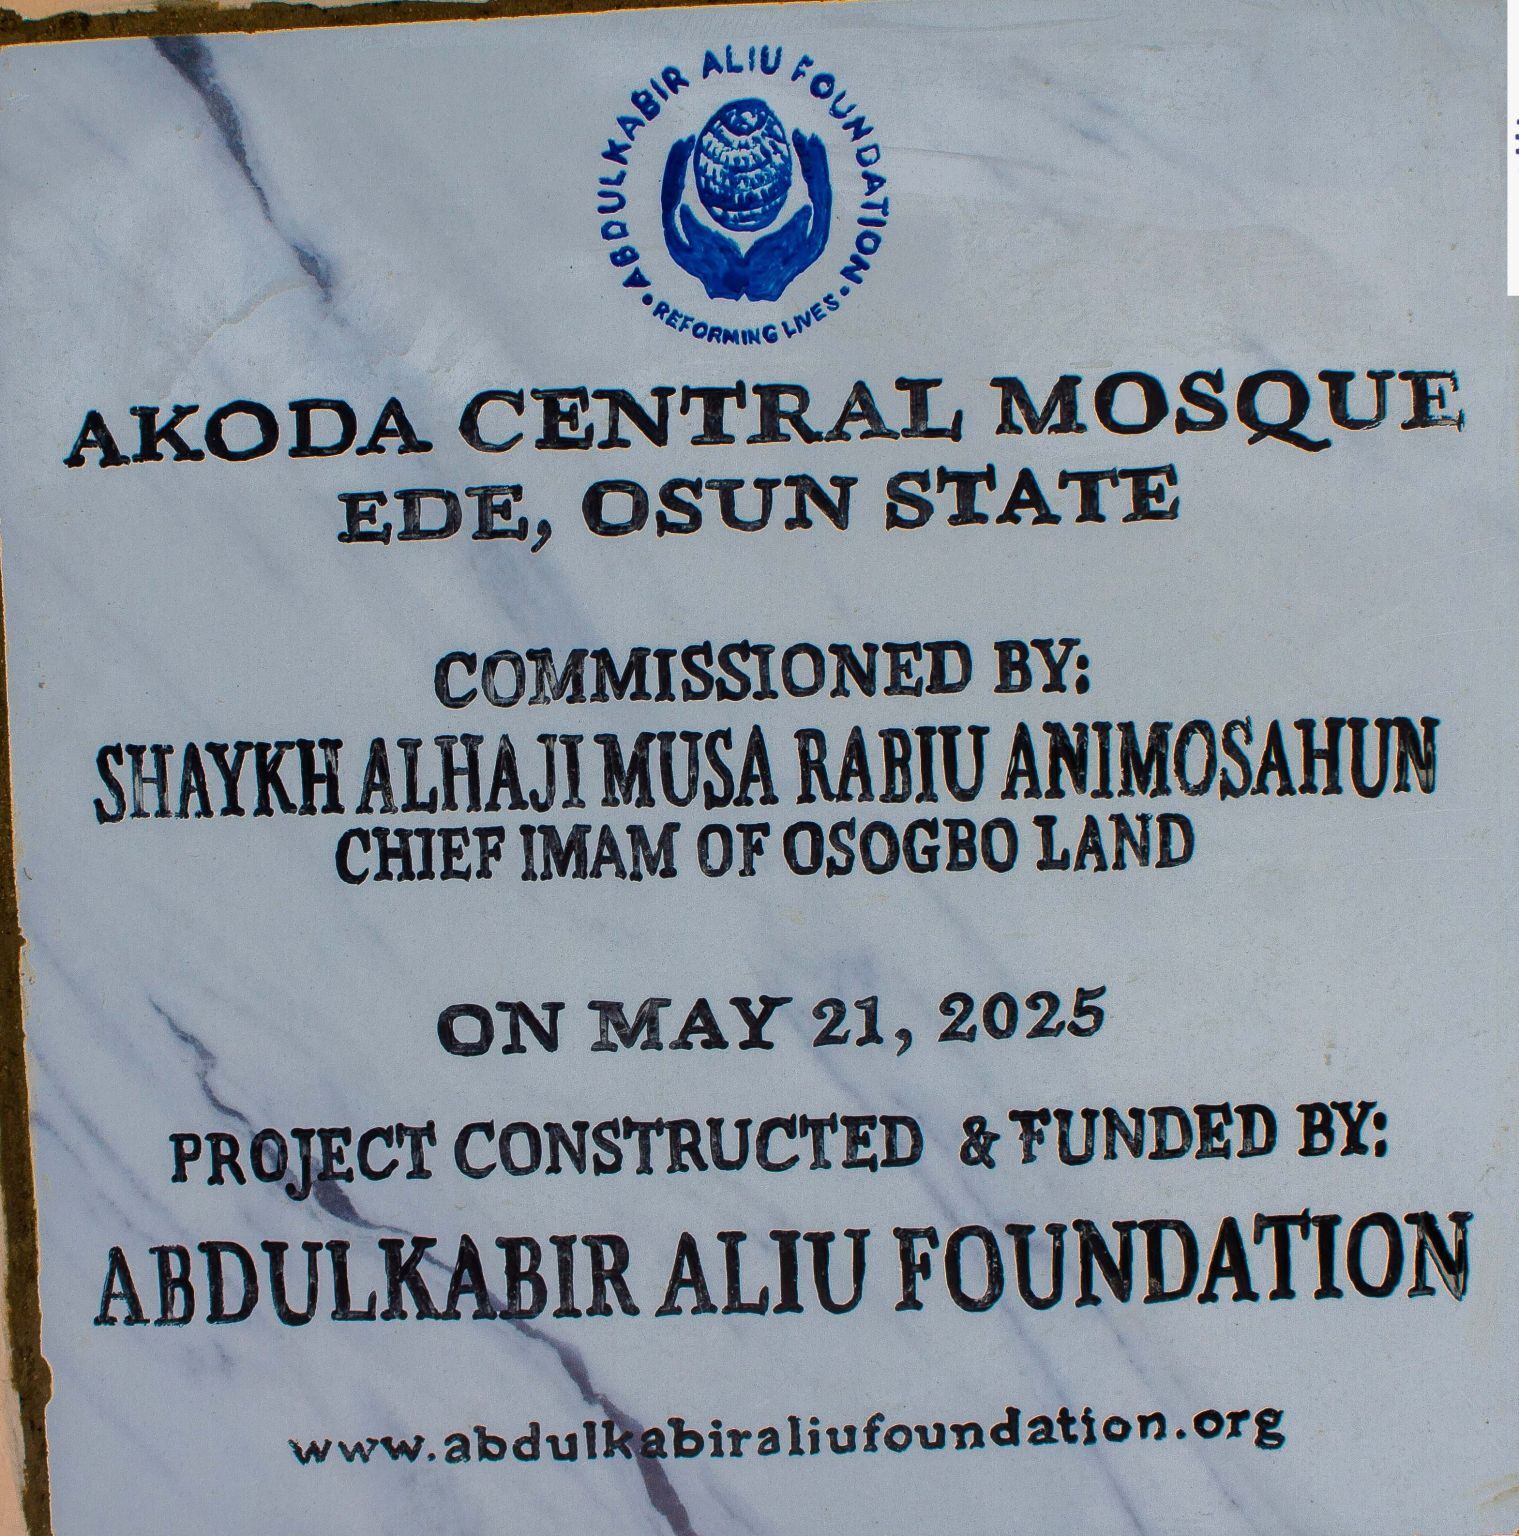 ABDULKABIR ALIU FOUNDATION
• REFORMING LIVES •
AKODA CENTRAL MOSQUE
EDE, OSUN STATE
COMMISSIONED BY:
SHAYKH ALHAJI MUSA RABIU ANIMOSAHUN
CHIEF IMAM OF OSOGBO LAND
ON MAY 21, 2025
PROJECT CONSTRUCTED & FUNDED BY:
ABDULKABIR ALIU FOUNDATION
www.abdulkabiraliufoundation.org